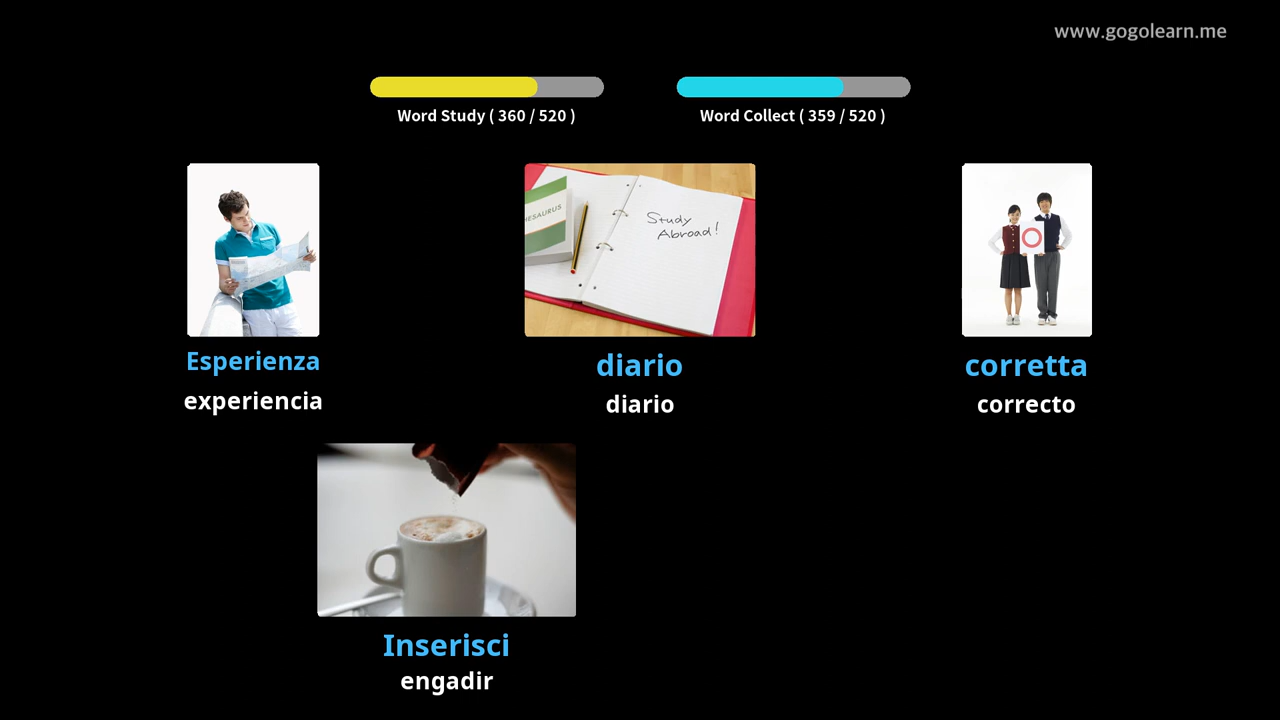 www.gogolearn.me
Word Study ( 360 / 520 )
Word Collect ( 359 / 520 )
HESAURUS
Study
Abroad!
Esperienza
experiencia
diario
diario
corretta
correcto
Inserisci
engadir